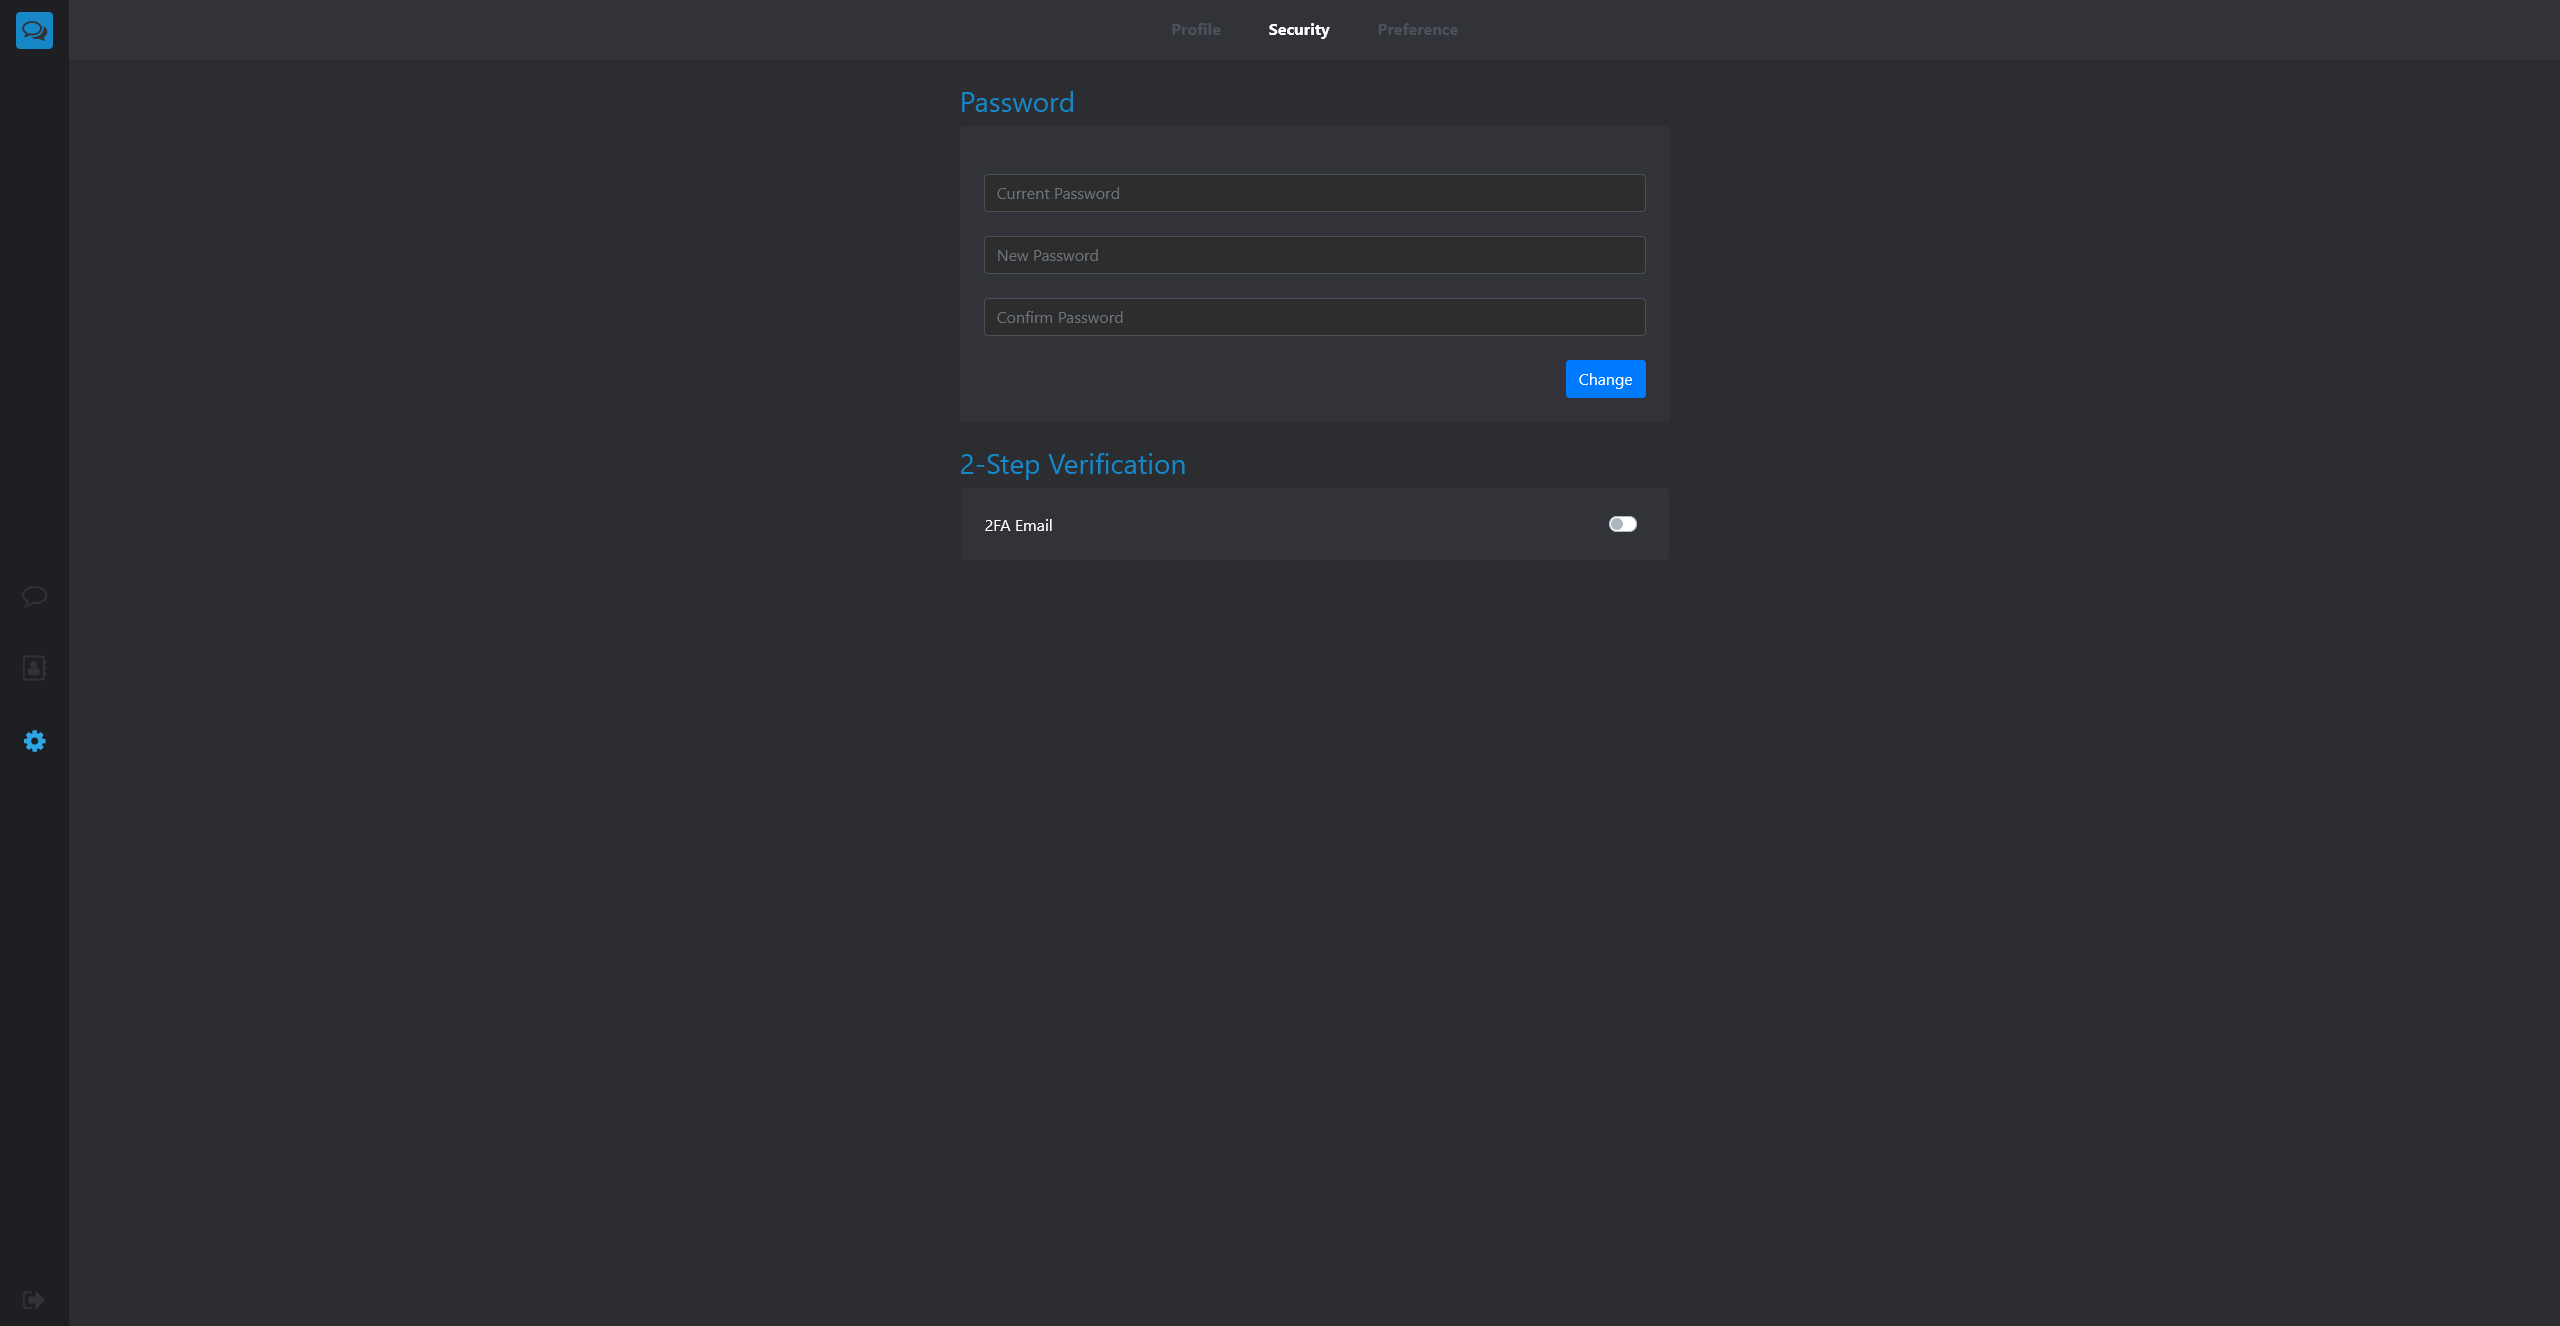 Profile Security Preference
Password
Current Password
New Password
Confirm Password
Change
2-Step Verification
2FA Email